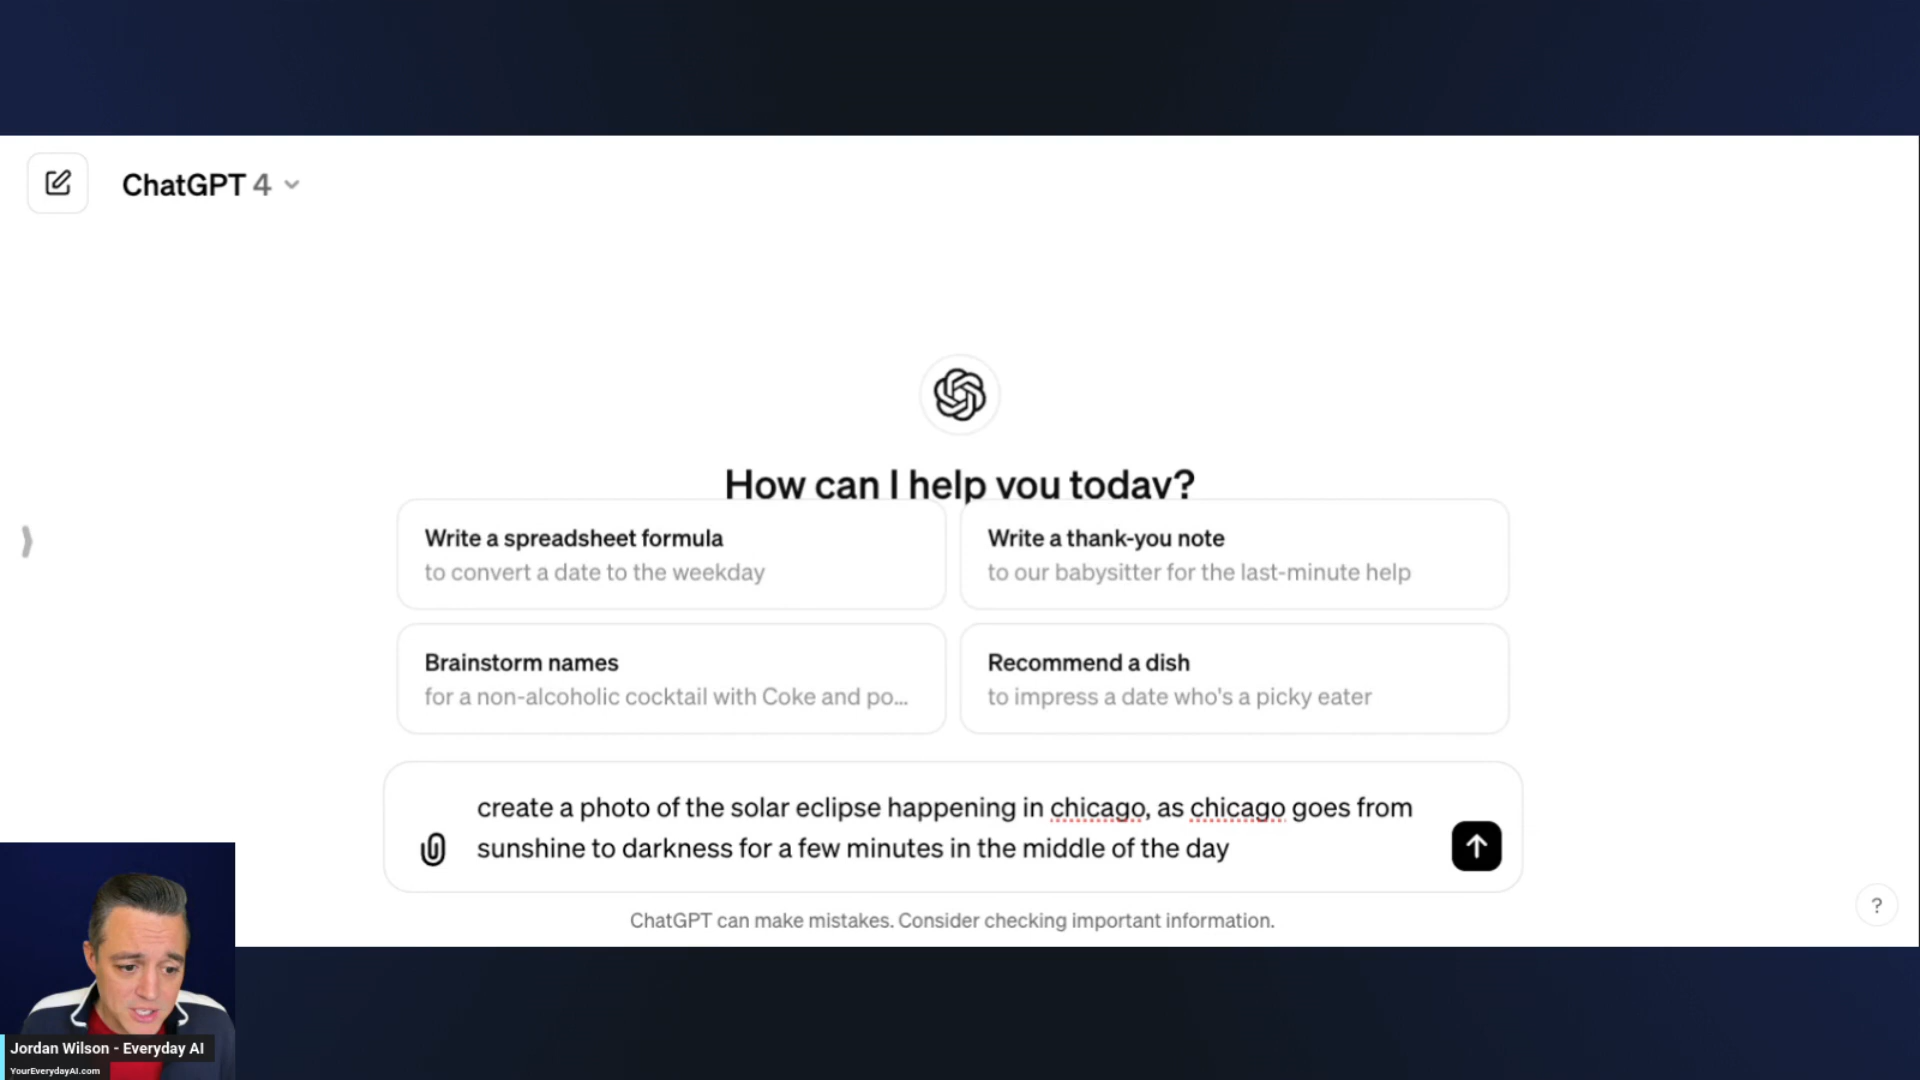 ChatGPT 4
How can I help you today?
Write a spreadsheet formula
to convert a date to the weekday
Write a thank-you note
to our babysitter for the last-minute help
Brainstorm names
for a non-alcoholic cocktail with Coke and po...
Recommend a dish
to impress a date who's a picky eater
create a photo of the solar eclipse happening in chicago, as chicago goes from
sunshine to darkness for a few minutes in the middle of the day
ChatGPT can make mistakes. Consider checking important information.
?
Jordan Wilson - Everyday AI
YourEverydayAI.com